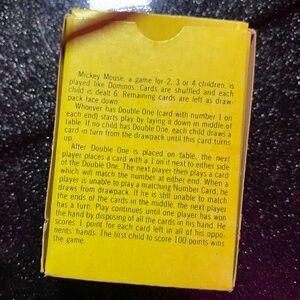 Mickey Mouse, a game for 2, 3 or 4 children, is
played like Dominos. Cards are shuffled and each
child is dealt 6. Remaining cards are left as draw-
pack face down.
Whoever has Double One (card with number 1 on
each end) starts play by laying it down in middle of
table. If no child has Double One, each child draws a
card in turn from the drawpack until this card turns
up.
After Double One is placed on table, the next
player places a card with a 1 on it next to either side
of the Double One. The next player then plays a card
which will match the number at either end. When a
player is unable to play a matching Number Card, he
draws from drawpack. If he is still unable to match
the ends of the cards in the middle, the next player
has a turn. Play continues until one player has won
the hand by disposing of all the cards in his hand. He
scores 1 point for each card left in all of his oppo-
nents' hands. The first child to score 100 points wins
the game.